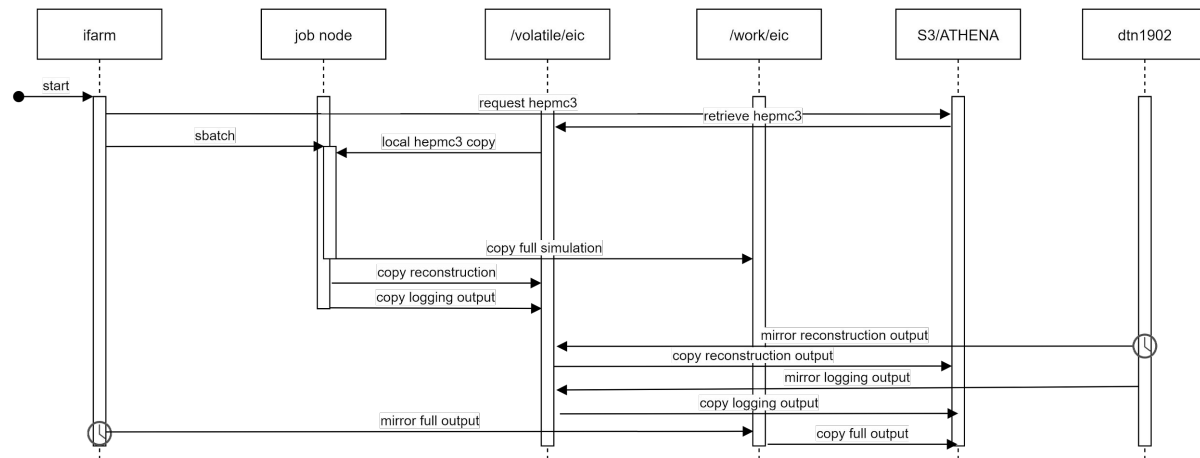 ifarm
job node
/volatile/eic
/work/eic
S3/ATHENA
dtn1902
start
request hepmc3
retrieve hepmc3
sbatch
local hepmc3 copy
copy full simulation
copy reconstruction
copy logging output
mirror reconstruction output
copy reconstruction output
mirror logging output
copy logging output
mirror full output
copy full output